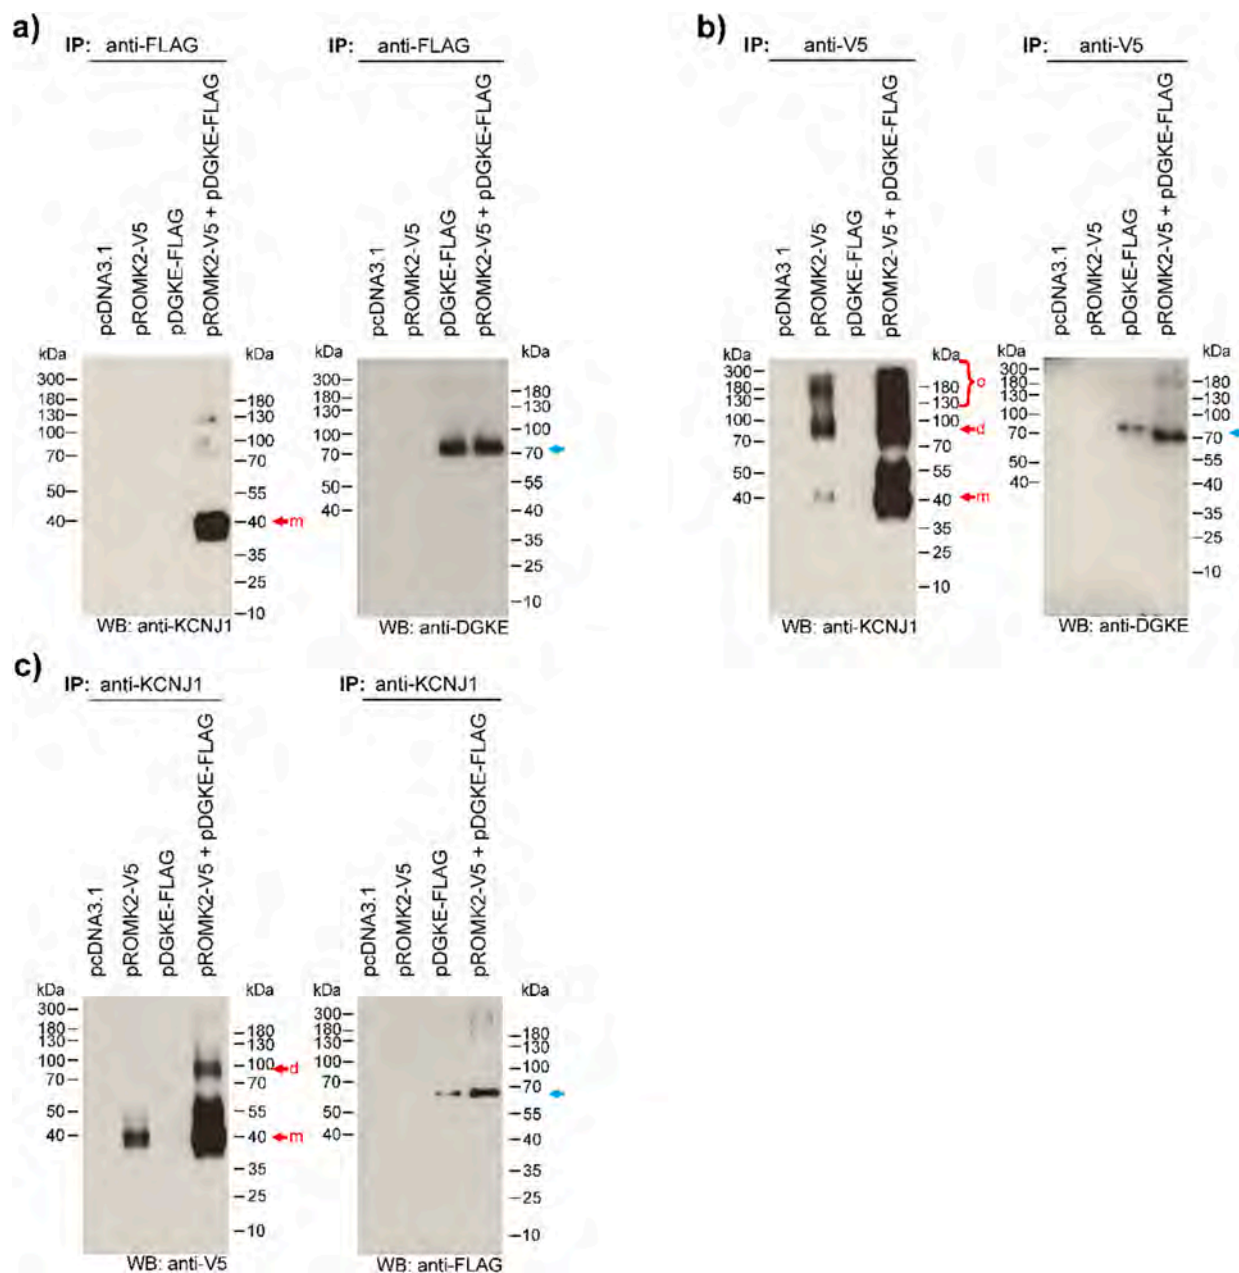 a)
IP: anti-FLAG
pcDNA3.1
pROMK2-V5
pDGKE-FLAG
pROMK2-V5 + pDGKE-FLAG
kDa
300
180
130
100
70
50
40
kDa
180
130
100
70
55
40
m
35
25
10
WB: anti-KCNJ1
IP: anti-FLAG
pcDNA3.1
pROMK2-V5
pDGKE-FLAG
pROMK2-V5 + pDGKE-FLAG
kDa
300
180
130
100
70
50
40
kDa
180
130
100
70
55
40
35
25
10
WB: anti-DGKE
b)
IP: anti-V5
pcDNA3.1
pROMK2-V5
pDGKE-FLAG
pROMK2-V5 + pDGKE-FLAG
kDa
300
180
130
100
70
50
40
kDa
180
o
130
100
d
70
55
40
m
35
25
10
WB: anti-KCNJ1
IP: anti-V5
pcDNA3.1
pROMK2-V5
pDGKE-FLAG
pROMK2-V5 + pDGKE-FLAG
kDa
300
180
130
100
70
50
40
kDa
180
130
100
70
55
40
35
25
10
WB: anti-DGKE
c)
IP: anti-KCNJ1
pcDNA3.1
pROMK2-V5
pDGKE-FLAG
pROMK2-V5 + pDGKE-FLAG
kDa
300
180
130
100
70
50
40
kDa
180
130
100
d
70
55
40
m
35
25
10
WB: anti-V5
IP: anti-KCNJ1
pcDNA3.1
pROMK2-V5
pDGKE-FLAG
pROMK2-V5 + pDGKE-FLAG
kDa
300
180
130
100
70
50
40
kDa
180
130
100
70
55
40
35
25
10
WB: anti-FLAG